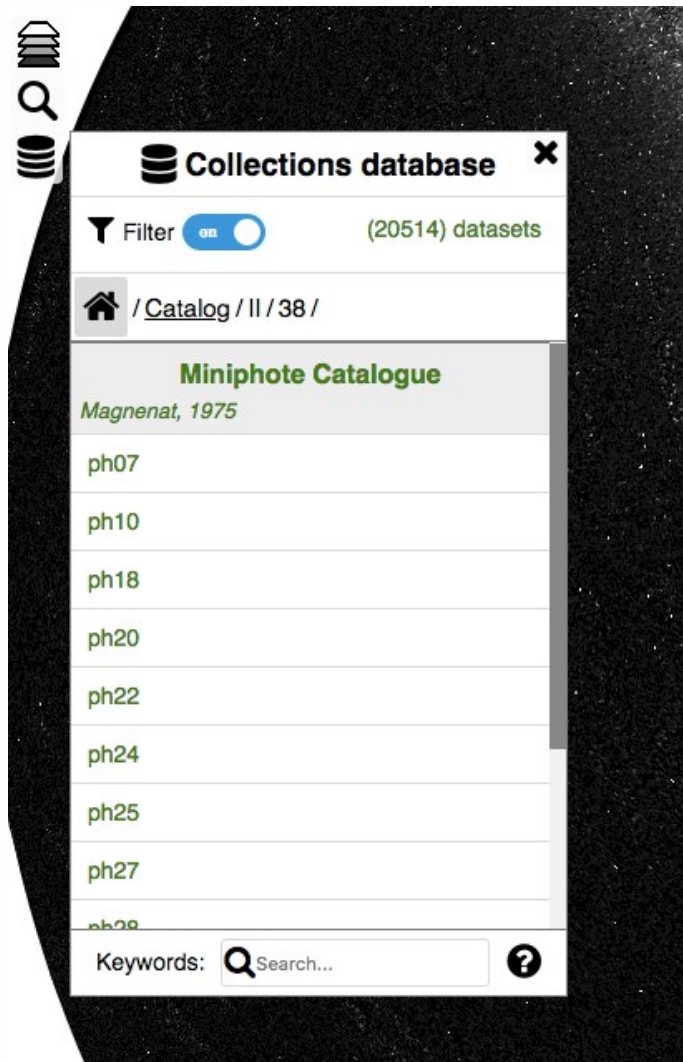 Collections database
Filter on (20514) datasets
/ Catalog / II / 38 /
Miniphote Catalogue
Magnenat, 1975
ph07
ph10
ph18
ph20
ph22
ph24
ph25
ph27
ph28
Keywords: Search...